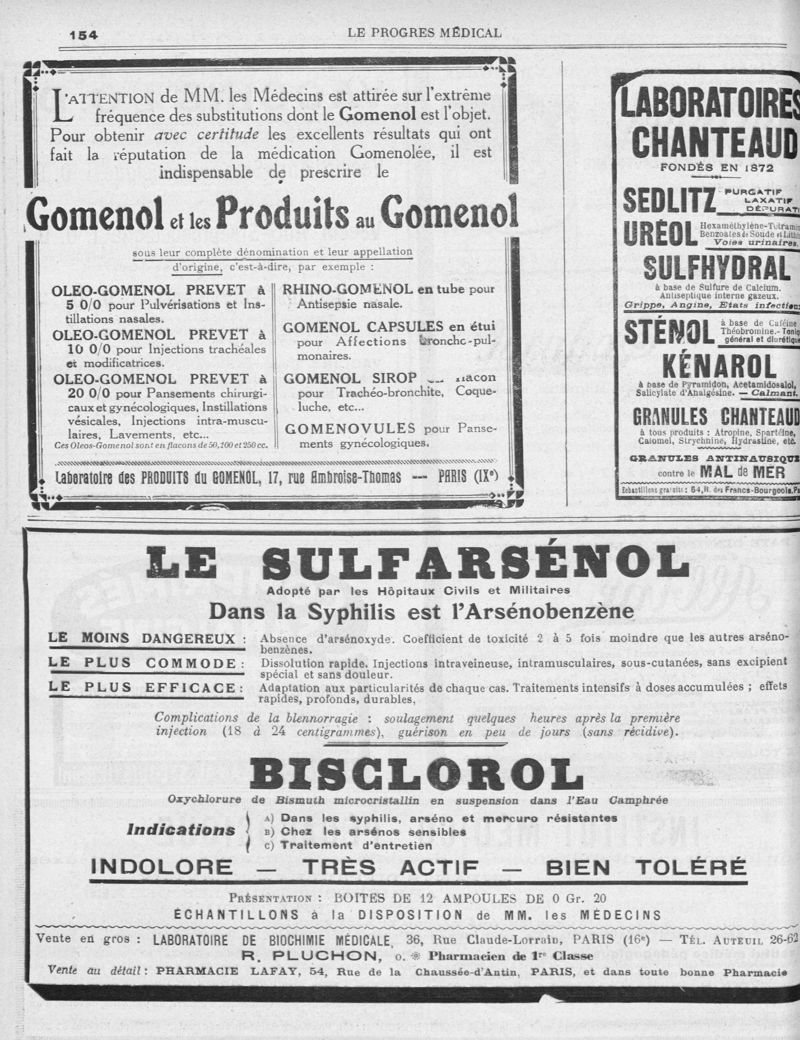 154
LE PROGRES MÉDICAL
L'ATTENTION de MM. les Médecins est attirée sur l'extrême
fréquence des substitutions dont le Gomenol est l'objet.
Pour obtenir avec certitude les excellents résultats qui ont
fait la réputation de la médication Gomenolée, il est
indispensable de prescrire le
Gomenol et les Produits au Gomenol
sous leur complète dénomination et leur appellation
d'origine, c'est-à-dire, par exemple :
OLEO-GOMENOL PREVET à
5 0/0 pour Pulvérisations et Ins-
tillations nasales.
OLEO-GOMENOL PREVET à
10 0/0 pour Injections trachéales
et modificatrices.
OLEO-GOMENOL PREVET à
20 0/0 pour Pansements chirurgi-
caux et gynécologiques, Instillations
vésicales, Injections intra-muscu-
laires, Lavements, etc...
Ces Oleos-Gomenol sont en flacons de 50, 100 et 250 cc.
RHINO-GOMENOL en tube pour
Antisepsie nasale.
GOMENOL CAPSULES en étui
pour Affections broncho-pul-
monaires.
GOMENOL SIROP
pour Trachéo-bronchite, Coque-
luche, etc...
GOMENOVULES pour Panse-
ments gynécologiques.
Laboratoire des PRODUITS du GOMENOL, 17, rue Ambroise-Thomas — PARIS (IXe)
LABORATOIRES
CHANTEAUD
FONDÉS EN 1872
SEDLITZ PURGATIF
LAXATIF
DÉPURATI
URÉOL Hexaméthylène-Tétramin
Benzoates de Soude et Lithin
Voies urinaires.
SULFHYDRAL
à base de Sulfure de Calcium.
Antiseptique interne gazeux.
Grippe, Angine, Etats infectieu
STÉNOL à base de Caféine
Théobromine.- Toniq
général et diurétique
KÉNAROL
à base de Pyramidon, Acetamidosalol,
Salicylate d'Analgésine. — Calmant.
GRANULES CHANTEAUD
à tous produits : Atropine, Spartéine,
Calomel, Strychnine, Hydrastine, etc.
GRANULES ANTINAUSIQUE
contre le MAL de MER
Echantillons gratuits : 54, R. des Francs-Bourgeois, Pa
LE SULFARSÉNOL
Adopté par les Hôpitaux Civils et Militaires
Dans la Syphilis est l'Arsénobenzène
LE MOINS DANGEREUX : Absence d'arsénoxyde. Coefficient de toxicité 2 à 5 fois moindre que les autres arséno-
benzènes.
LE PLUS COMMODE : Dissolution rapide. Injections intraveineuse, intramusculaires, sous-cutanées, sans excipient
spécial et sans douleur.
LE PLUS EFFICACE : Adaptation aux particularités de chaque cas. Traitements intensifs à doses accumulées ; effets
rapides, profonds, durables,
Complications de la blennorragie : soulagement quelques heures après la première
injection (18 à 24 centigrammes), guérison en peu de jours (sans récidive).
BISCLOROL
Oxychlorure de Bismuth microcristallin en suspension dans l'Eau Camphrée
Indications
A) Dans les syphilis, arséno et mercuro résistantes
B) Chez les arsénos sensibles
C) Traitement d'entretien
INDOLORE — TRÈS ACTIF — BIEN TOLÉRÉ
PRÉSENTATION : BOITES DE 12 AMPOULES DE 0 Gr. 20
ÉCHANTILLONS à la DISPOSITION de MM. les MÉDECINS
Vente en gros : LABORATOIRE DE BIOCHIMIE MÉDICALE, 36, Rue Claude-Lorrain, PARIS (16e) — TÉL. AUTEUIL 26-62
R. PLUCHON, O. ※ Pharmacien de 1re Classe
Vente au détail : PHARMACIE LAFAY, 54, Rue de la Chaussée-d'Antin, PARIS, et dans toute bonne Pharmacie